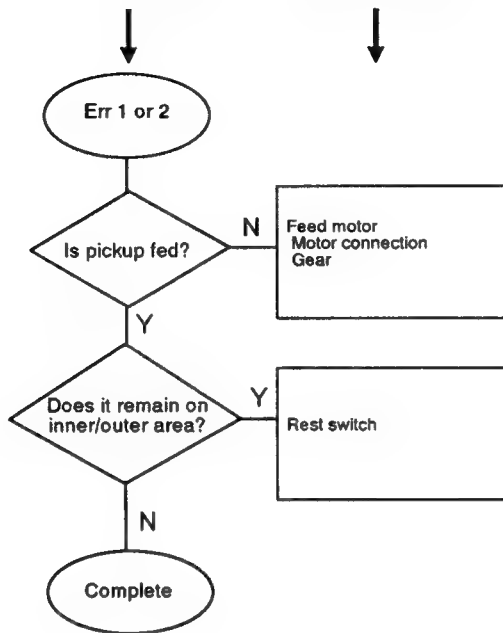 Err 1 or 2
Is pickup fed?
N
Feed motor
Motor connection
Gear
Y
Does it remain on
inner/outer area?
Y
Rest switch
N
Complete